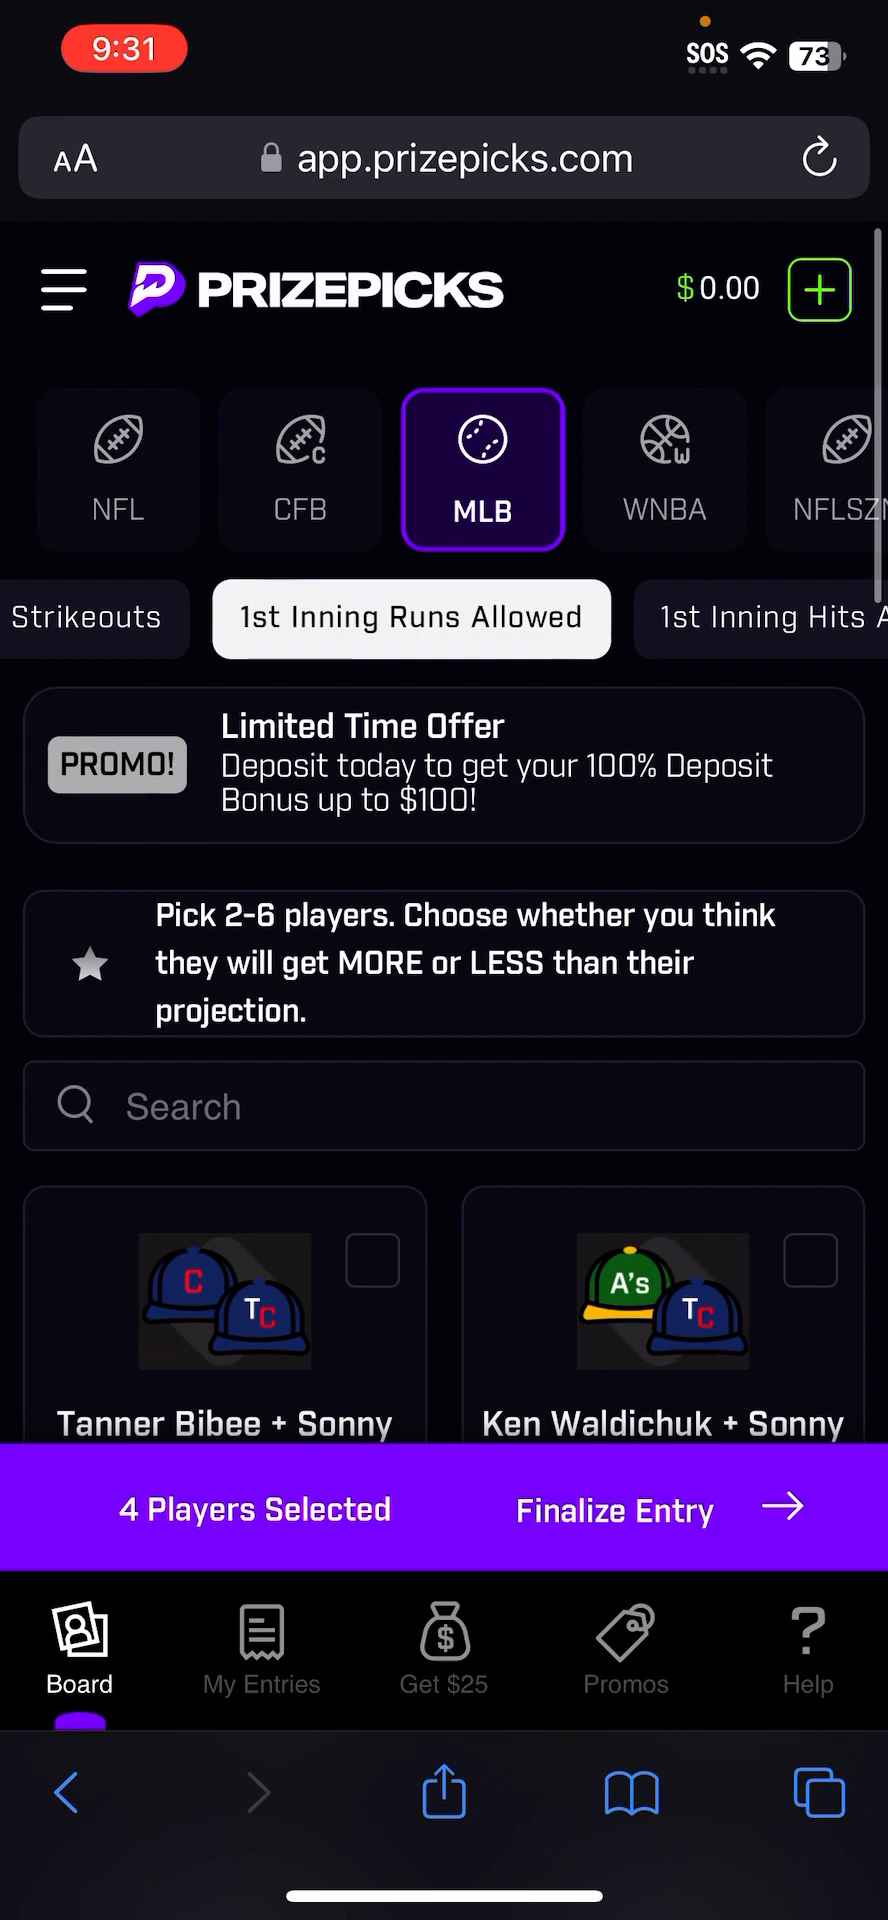 9:31
SOS
73
AA
app.prizepicks.com
PRIZEPICKS
$0.00
NFL
CFB
MLB
WNBA
NFLSZN
Strikeouts
1st Inning Runs Allowed
1st Inning Hits A
PROMO!
Limited Time Offer
Deposit today to get your 100% Deposit
Bonus up to $100!
Pick 2-6 players. Choose whether you think
they will get MORE or LESS than their
projection.
Search
C
TC
A's
TC
Tanner Bibee + Sonny
Ken Waldichuk + Sonny
4 Players Selected
Finalize Entry
Board
My Entries
Get $25
Promos
Help